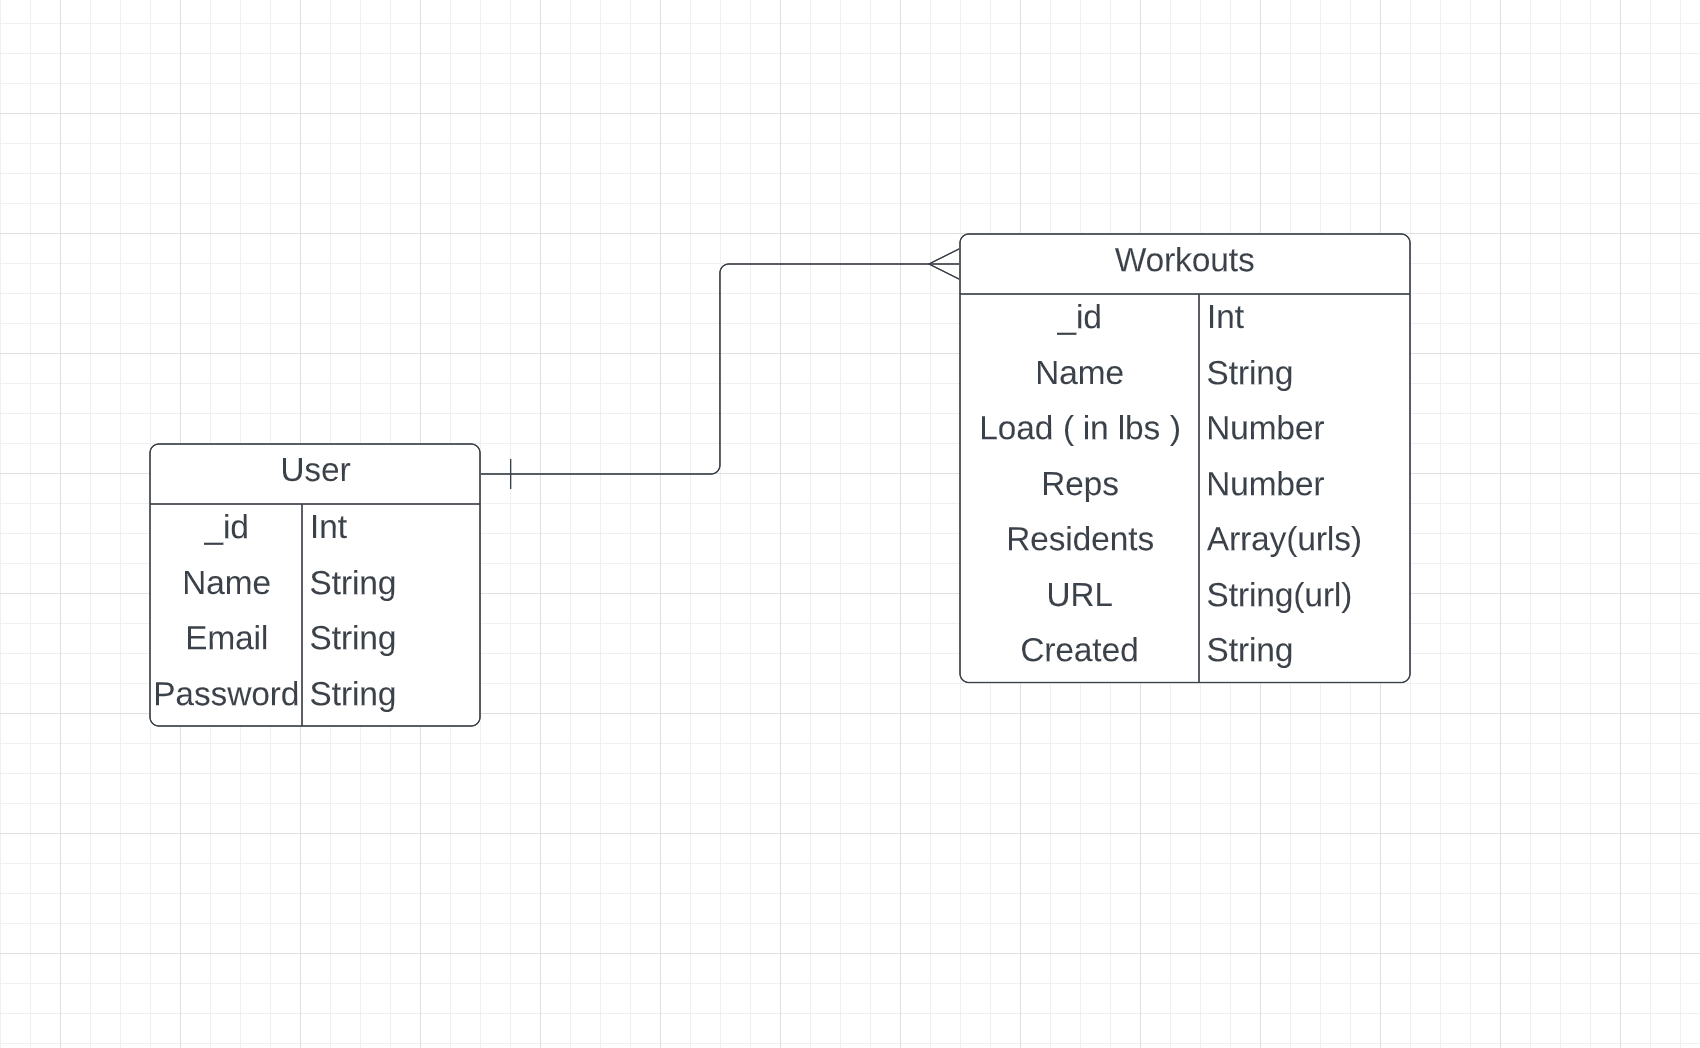 User
_id Int
Name String
Email String
Password String
Workouts
_id Int
Name String
Load ( in lbs ) Number
Reps Number
Residents Array(urls)
URL String(url)
Created String